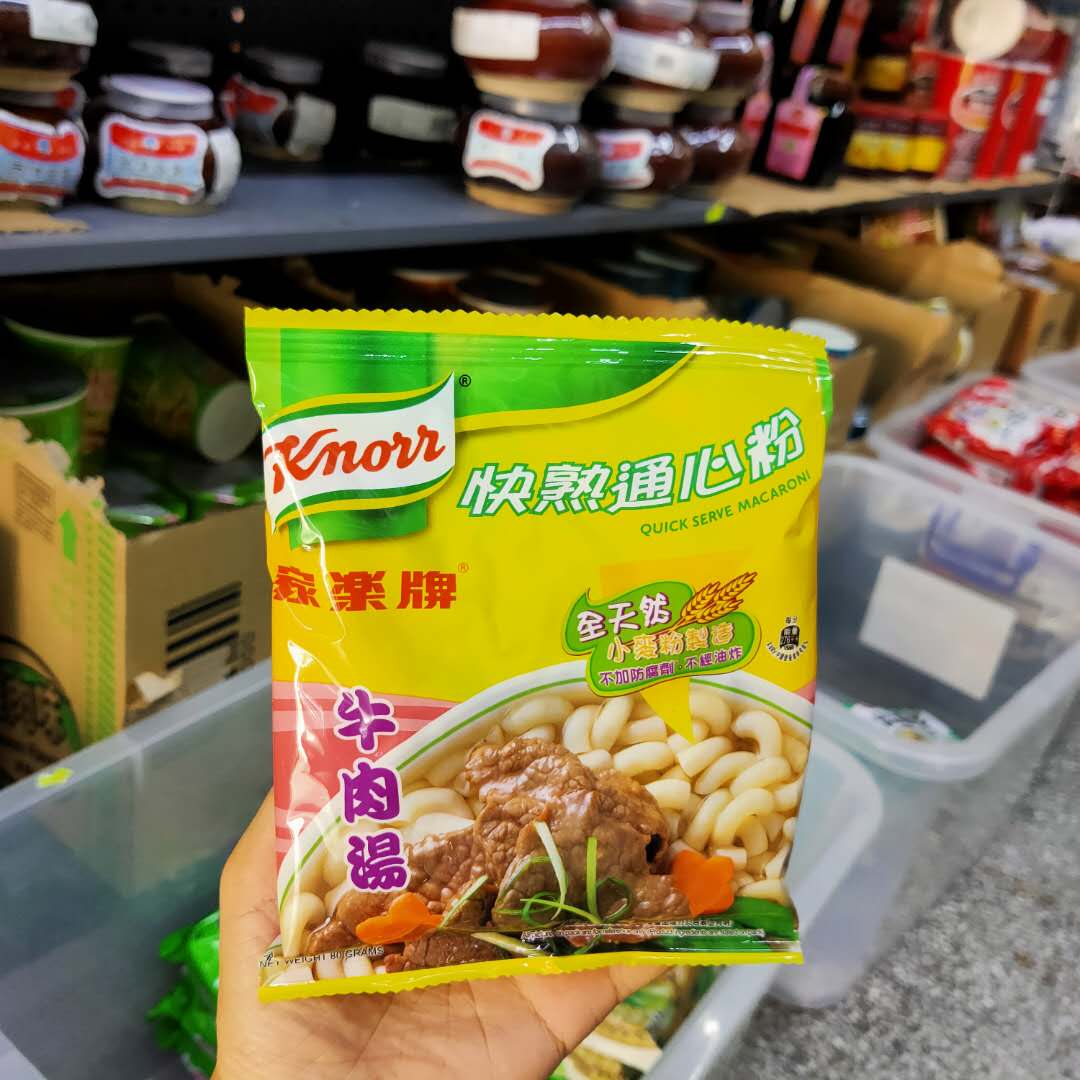 Knorr
®
快熟通心粉
QUICK SERVE MACARONI
家樂牌®
全天然
小麥粉製造
不加防腐劑·不經油炸
牛肉湯
NET WEIGHT 80 GRAMS